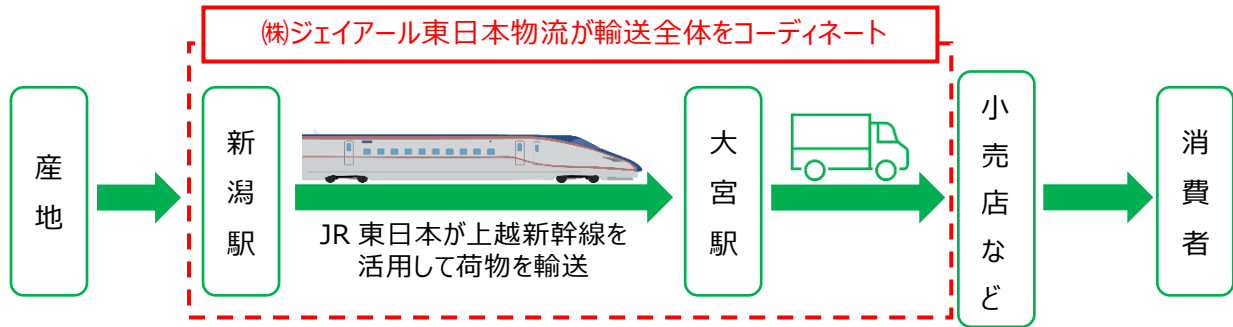 ㈱ジェイアール東日本物流が輸送全体をコーディネート
産地
新潟駅
JR 東日本が上越新幹線を
活用して荷物を輸送
大宮駅
小売店など
消費者